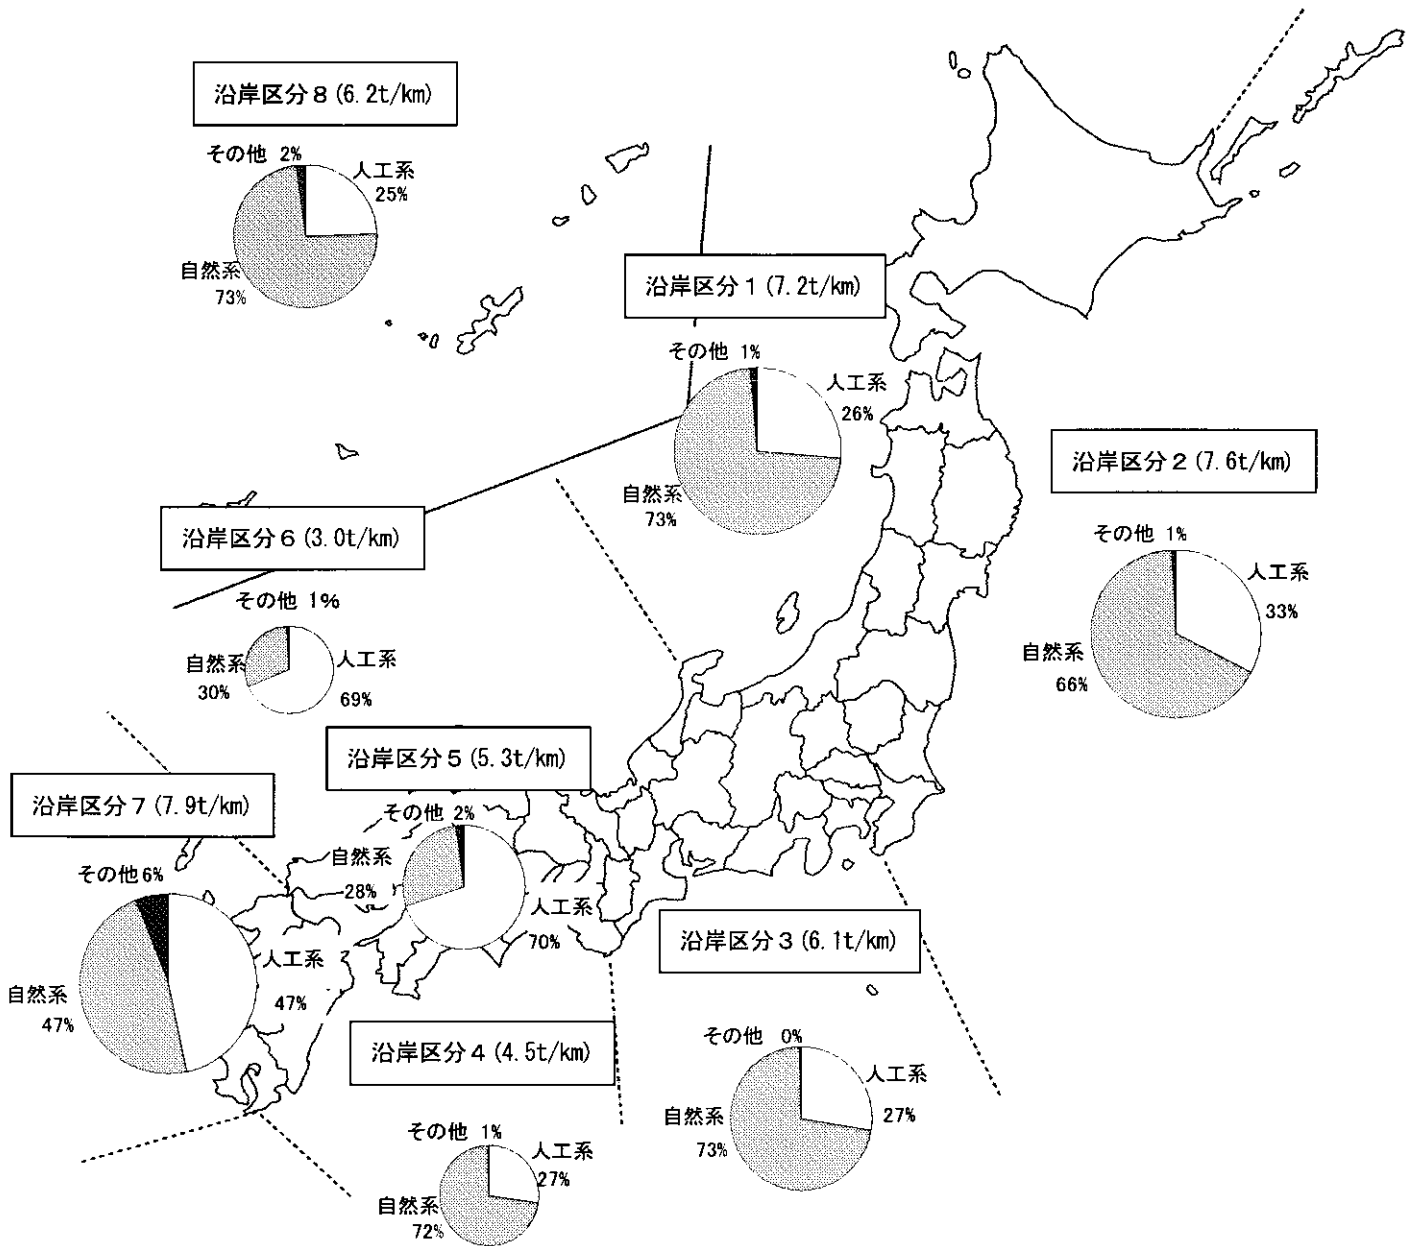 沿岸区分8(6.2t/km)
その他 2%
人工系
25%
自然系
73%
沿岸区分1(7.2t/km)
その他 1%
人工系
26%
自然系
73%
沿岸区分2(7.6t/km)
その他 1%
人工系
33%
自然系
66%
沿岸区分6(3.0t/km)
その他 1%
自然系
30%
人工系
69%
沿岸区分5(5.3t/km)
その他 2%
自然系
28%
人工系
70%
沿岸区分7(7.9t/km)
その他 6%
人工系
47%
自然系
47%
沿岸区分3(6.1t/km)
その他 0%
人工系
27%
自然系
73%
沿岸区分4(4.5t/km)
その他 1%
人工系
27%
自然系
72%